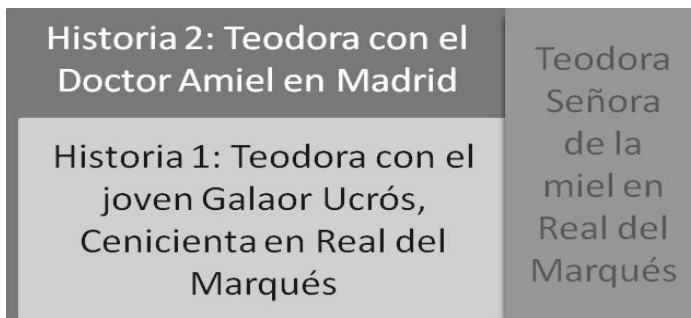 Historia 2: Teodora con el
Doctor Amiel en Madrid
Historia 1: Teodora con el
joven Galaor Ucrós,
Cenicienta en Real del
Marqués
Teodora
Señora
de la
miel en
Real del
Marqués